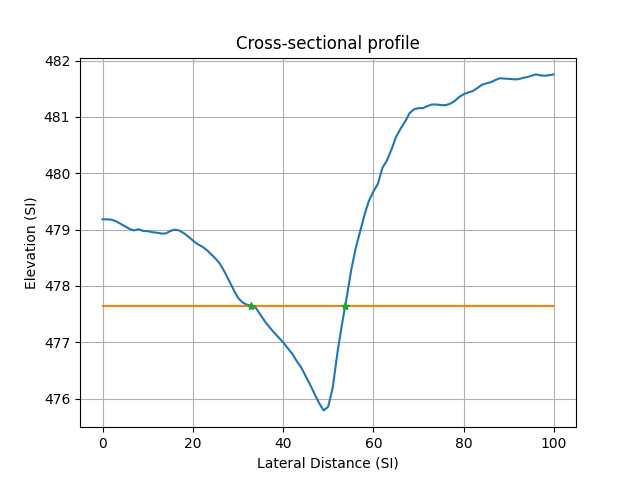 Cross-sectional profile
482
481
480
479
478
477
476
Elevation (SI)
0 20 40 60 80 100
Lateral Distance (SI)